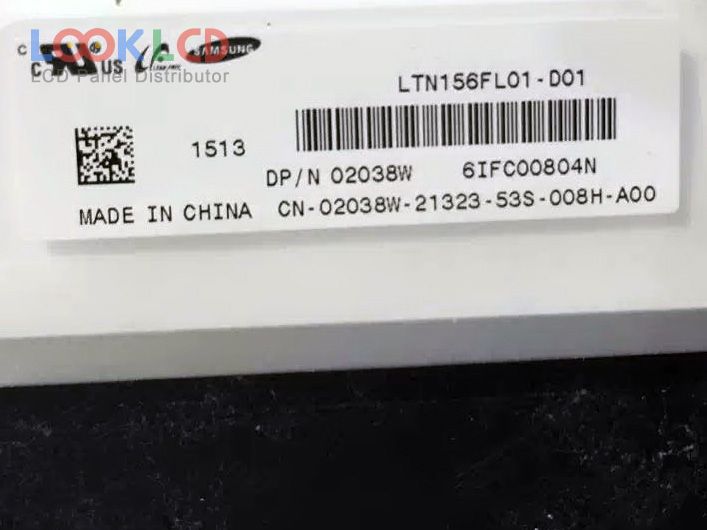 LOOKLCD
LCD Panel Distributor
C US
SAMSUNG
LTN156FL01-D01
1513
DP/N 02038W 6IFC00804N
MADE IN CHINA CN-02038W-21323-53S-008H-A00